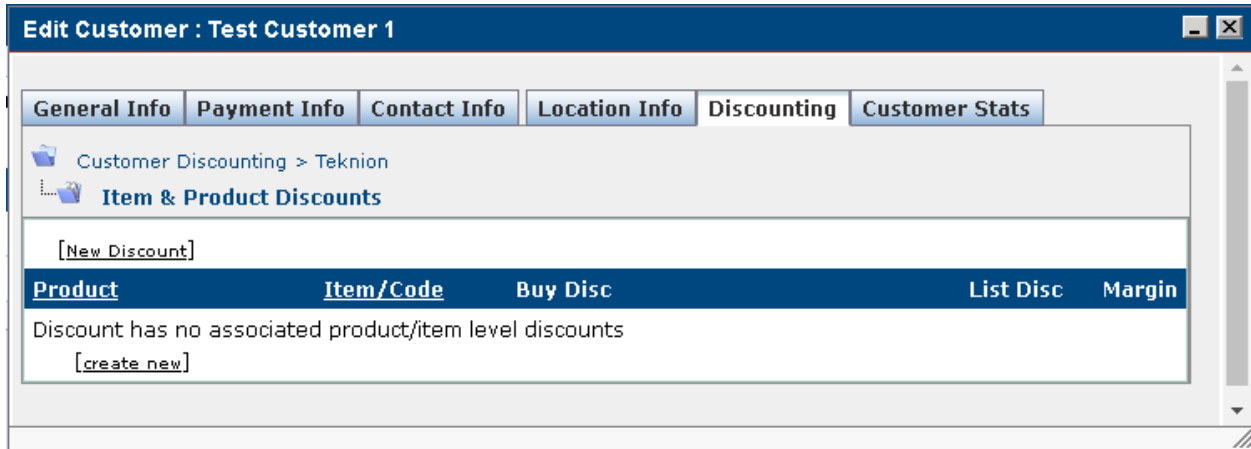 Edit Customer : Test Customer 1
General Info Payment Info Contact Info Location Info Discounting Customer Stats
Customer Discounting > Teknion
Item & Product Discounts
[New Discount]
Product Item/Code Buy Disc List Disc Margin
Discount has no associated product/item level discounts
[create new]